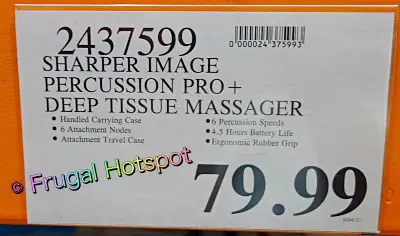 2437599
0 000024 375993
SHARPER IMAGE
PERCUSSION PRO+
DEEP TISSUE MASSAGER
• Handled Carrying Case
• 6 Attachment Nodes
• Attachment Travel Case
• 6 Percussion Speeds
• 4.5 Hours Battery Life
• Ergonomic Rubber Grip
© Frugal Hotspot
79.99